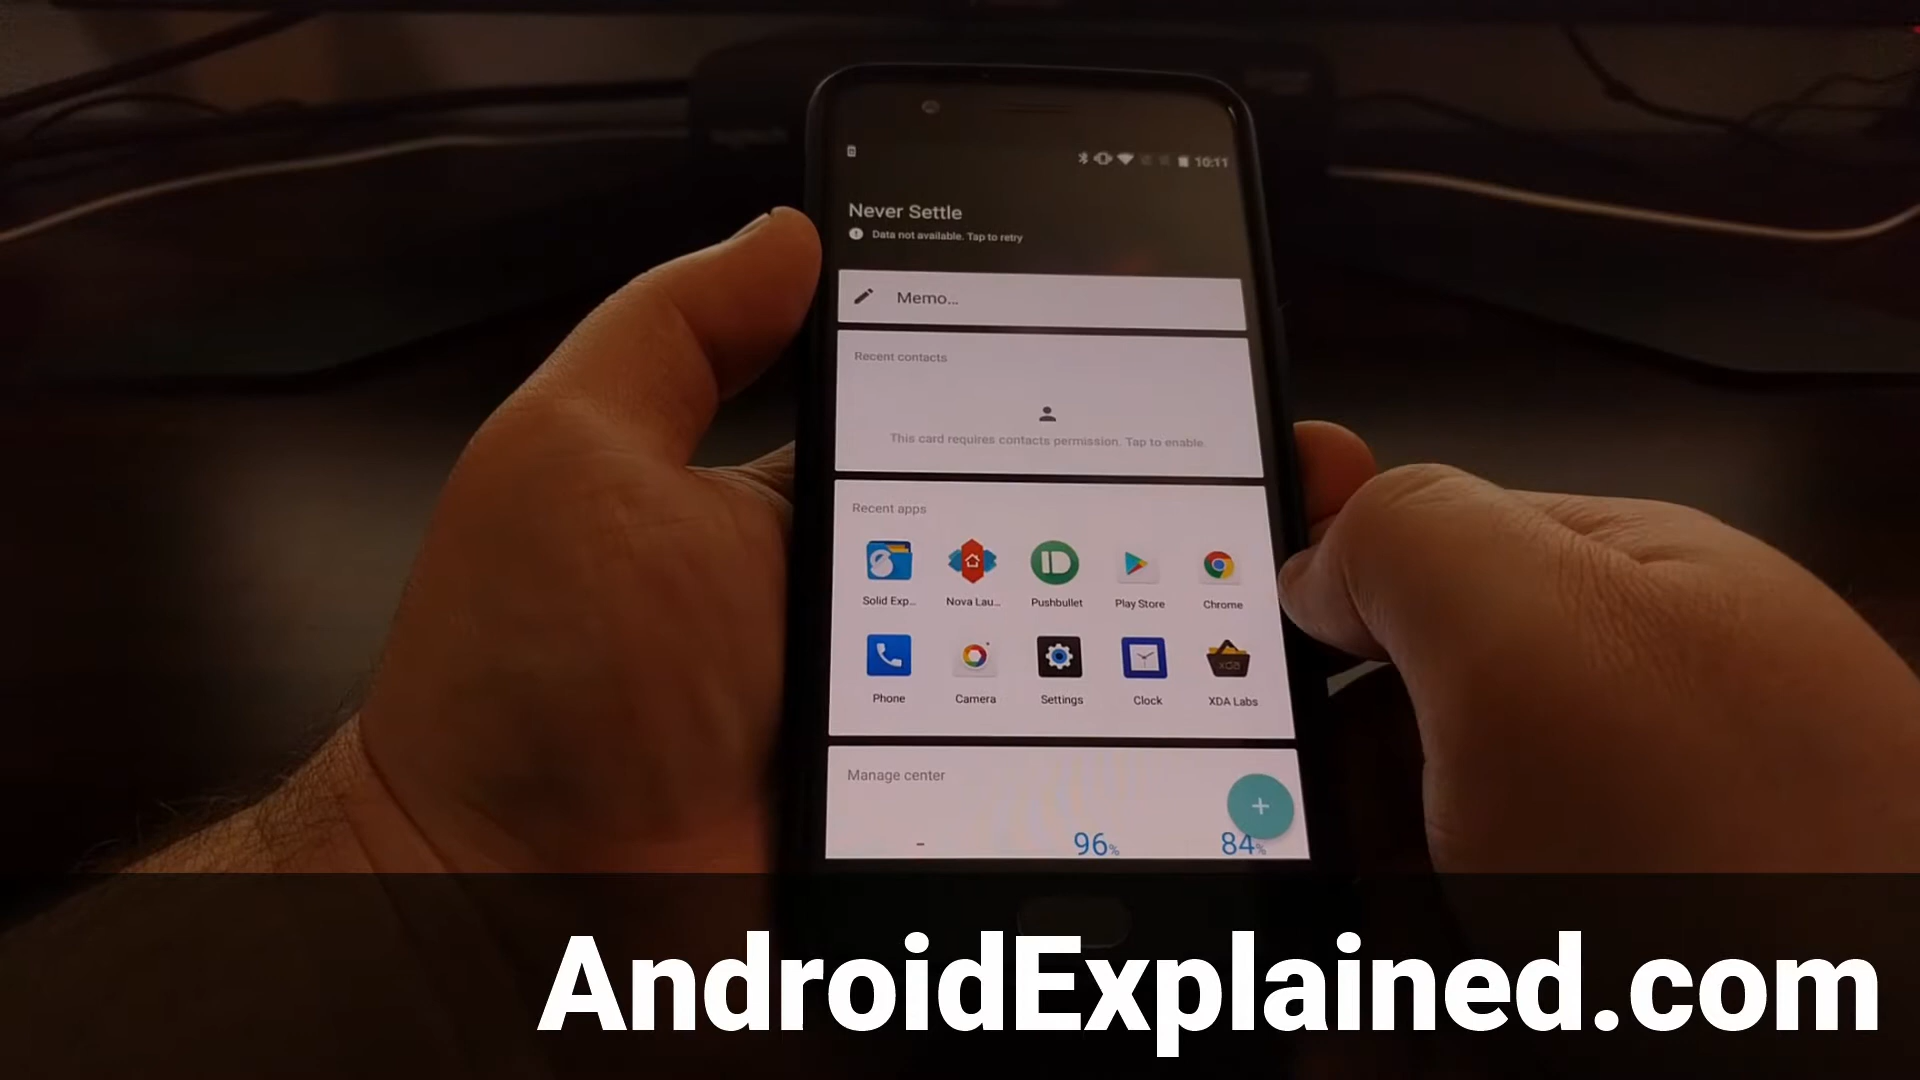 10:11
Never Settle
Data not available. Tap to retry
Memo...
Recent contacts
This card requires contacts permission. Tap to enable.
Recent apps
Solid Exp... Nova Lau... Pushbullet Play Store Chrome
Phone Camera Settings Clock XDA Labs
Manage center
- 96% 84%
AndroidExplained.com